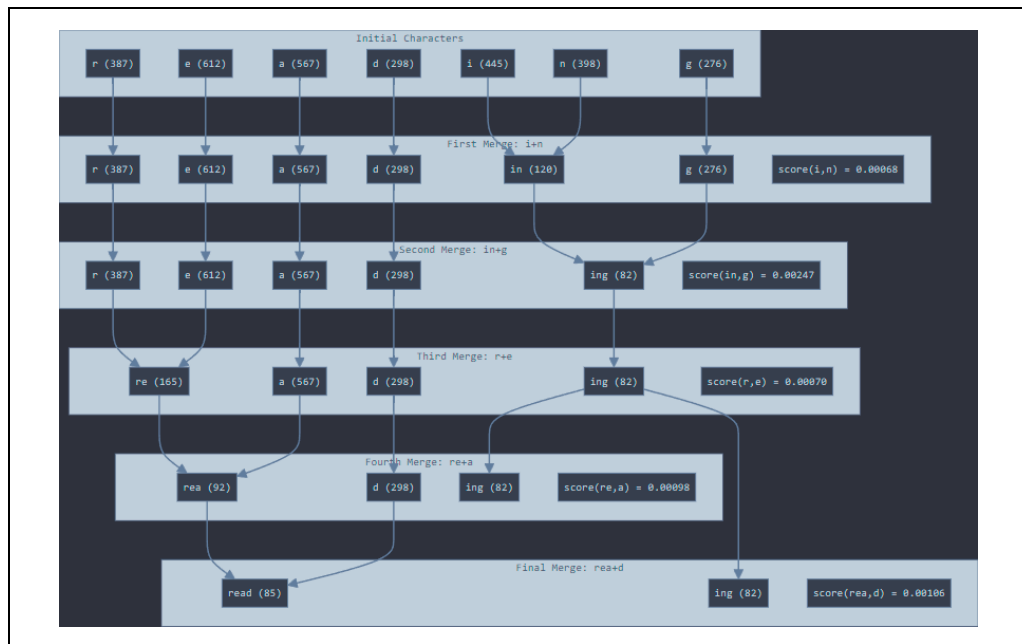 Initial Characters
r (387) e (612) a (567) d (298) i (445) n (398) g (276)
First Merge: i+n
r (387) e (612) a (567) d (298) in (120) g (276) score(i,n) = 0.00068
Second Merge: in+g
r (387) e (612) a (567) d (298) ing (82) score(in,g) = 0.00247
Third Merge: r+e
re (165) a (567) d (298) ing (82) score(r,e) = 0.00070
Fourth Merge: re+a
rea (92) d (298) ing (82) score(re,a) = 0.00098
Final Merge: rea+d
read (85) ing (82) score(rea,d) = 0.00106